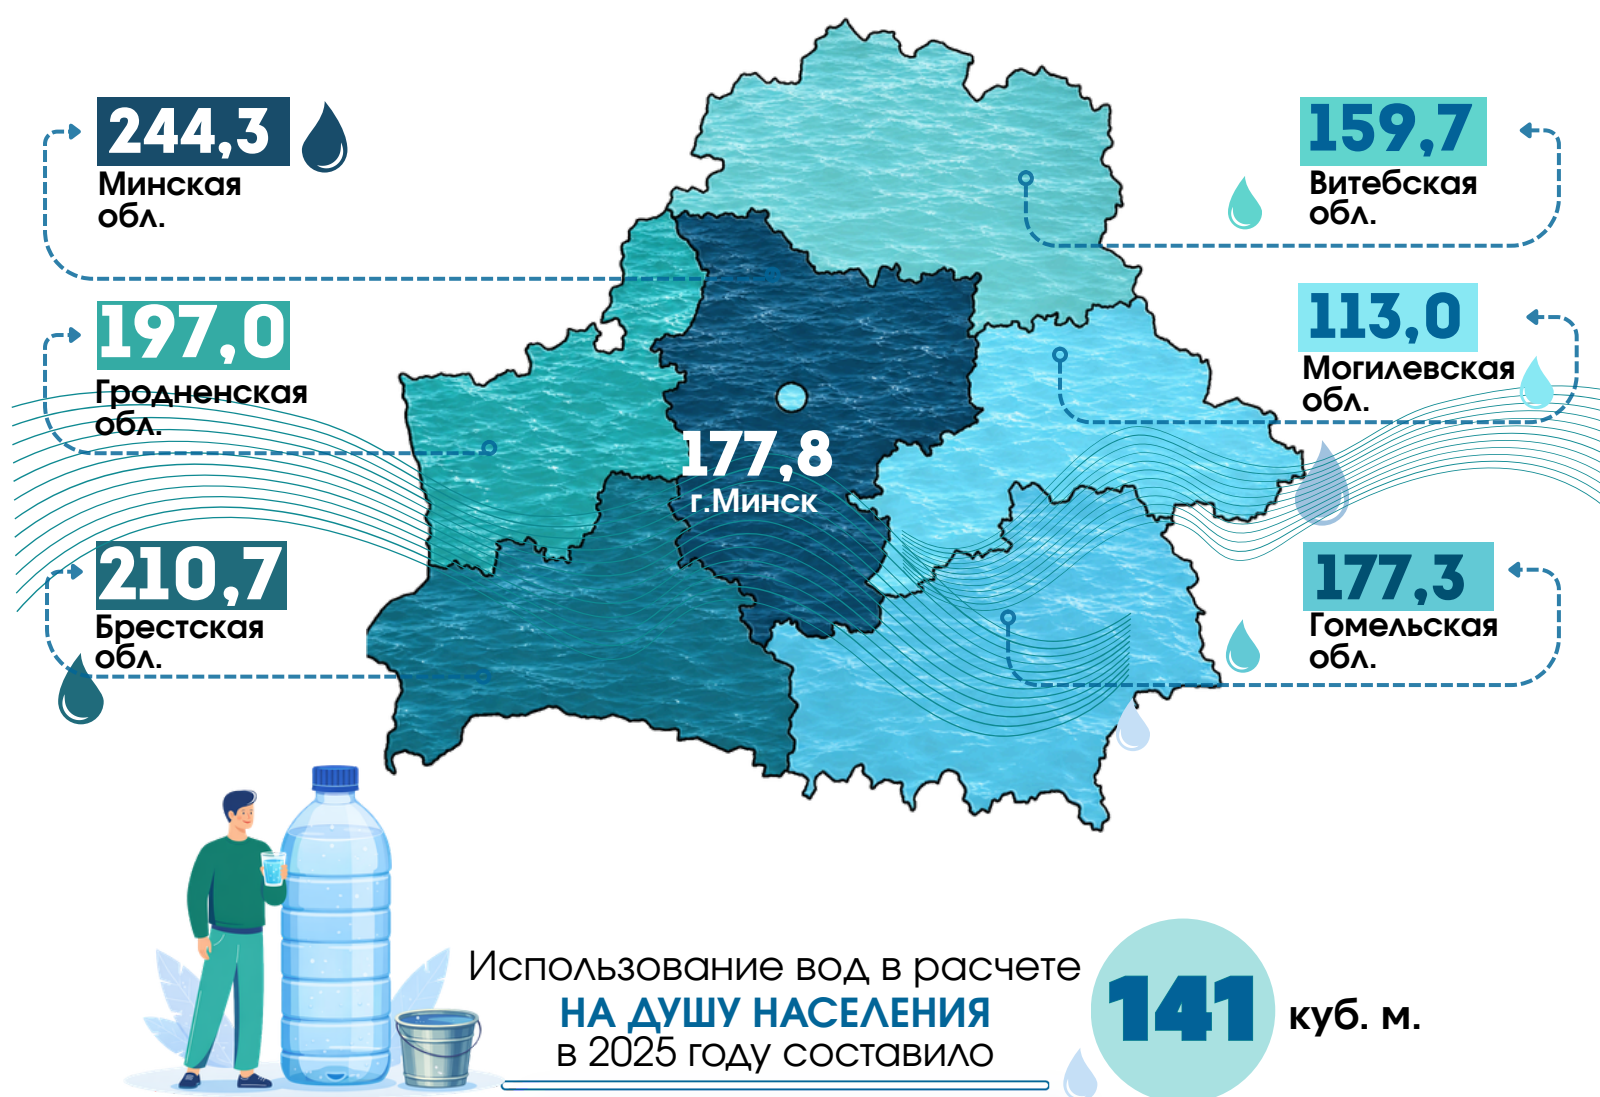 244,3
Минская
обл.
197,0
Гродненская
обл.
210,7
Брестская
обл.
177,8
г.Минск
159,7
Витебская
обл.
113,0
Могилевская
обл.
177,3
Гомельская
обл.
Использование вод в расчете
НА ДУШУ НАСЕЛЕНИЯ
в 2025 году составило
141 куб. м.